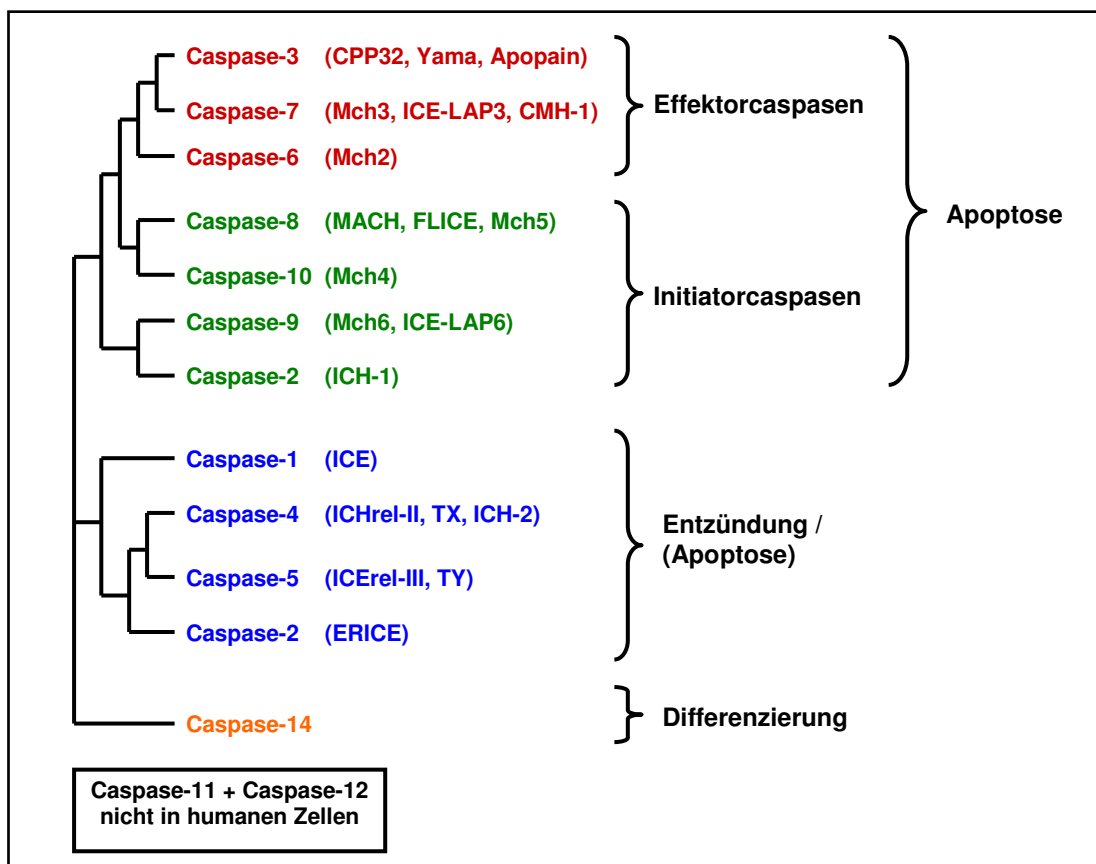 Caspase-3 (CPP32, Yama, Apopain)
Caspase-7 (Mch3, ICE-LAP3, CMH-1)
Caspase-6 (Mch2)
Effektorcaspasen
Caspase-8 (MACH, FLICE, Mch5)
Caspase-10 (Mch4)
Caspase-9 (Mch6, ICE-LAP6)
Caspase-2 (ICH-1)
Initiatorcaspasen
Apoptose
Caspase-1 (ICE)
Caspase-4 (ICHrel-II, TX, ICH-2)
Caspase-5 (ICErel-III, TY)
Caspase-2 (ERICE)
Entzündung /
(Apoptose)
Caspase-14
Differenzierung
Caspase-11 + Caspase-12
nicht in humanen Zellen